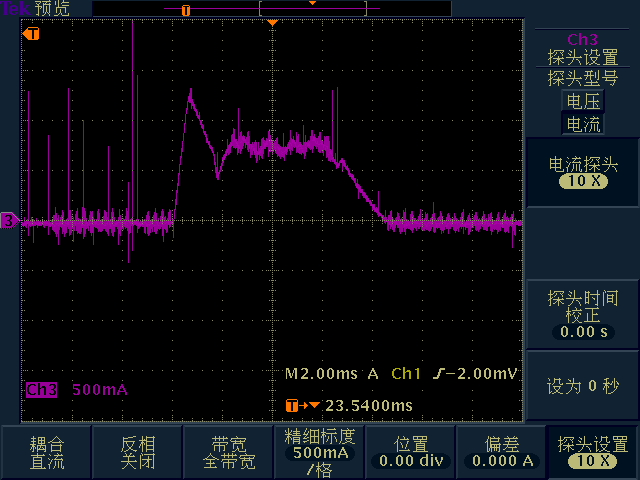 Tek 预览
T
T
Ch3
探头设置
探头型号
电压
电流
电流探头
10 X
3
探头时间
校正
0.00 s
M2.00ms A Ch1 -2.00mV
Ch3 500mA
设为 0 秒
T 23.5400ms
耦合
直流
反相
关闭
带宽
全带宽
精细标度
500mA
/格
位置
0.00 div
偏差
0.000 A
探头设置
10 X